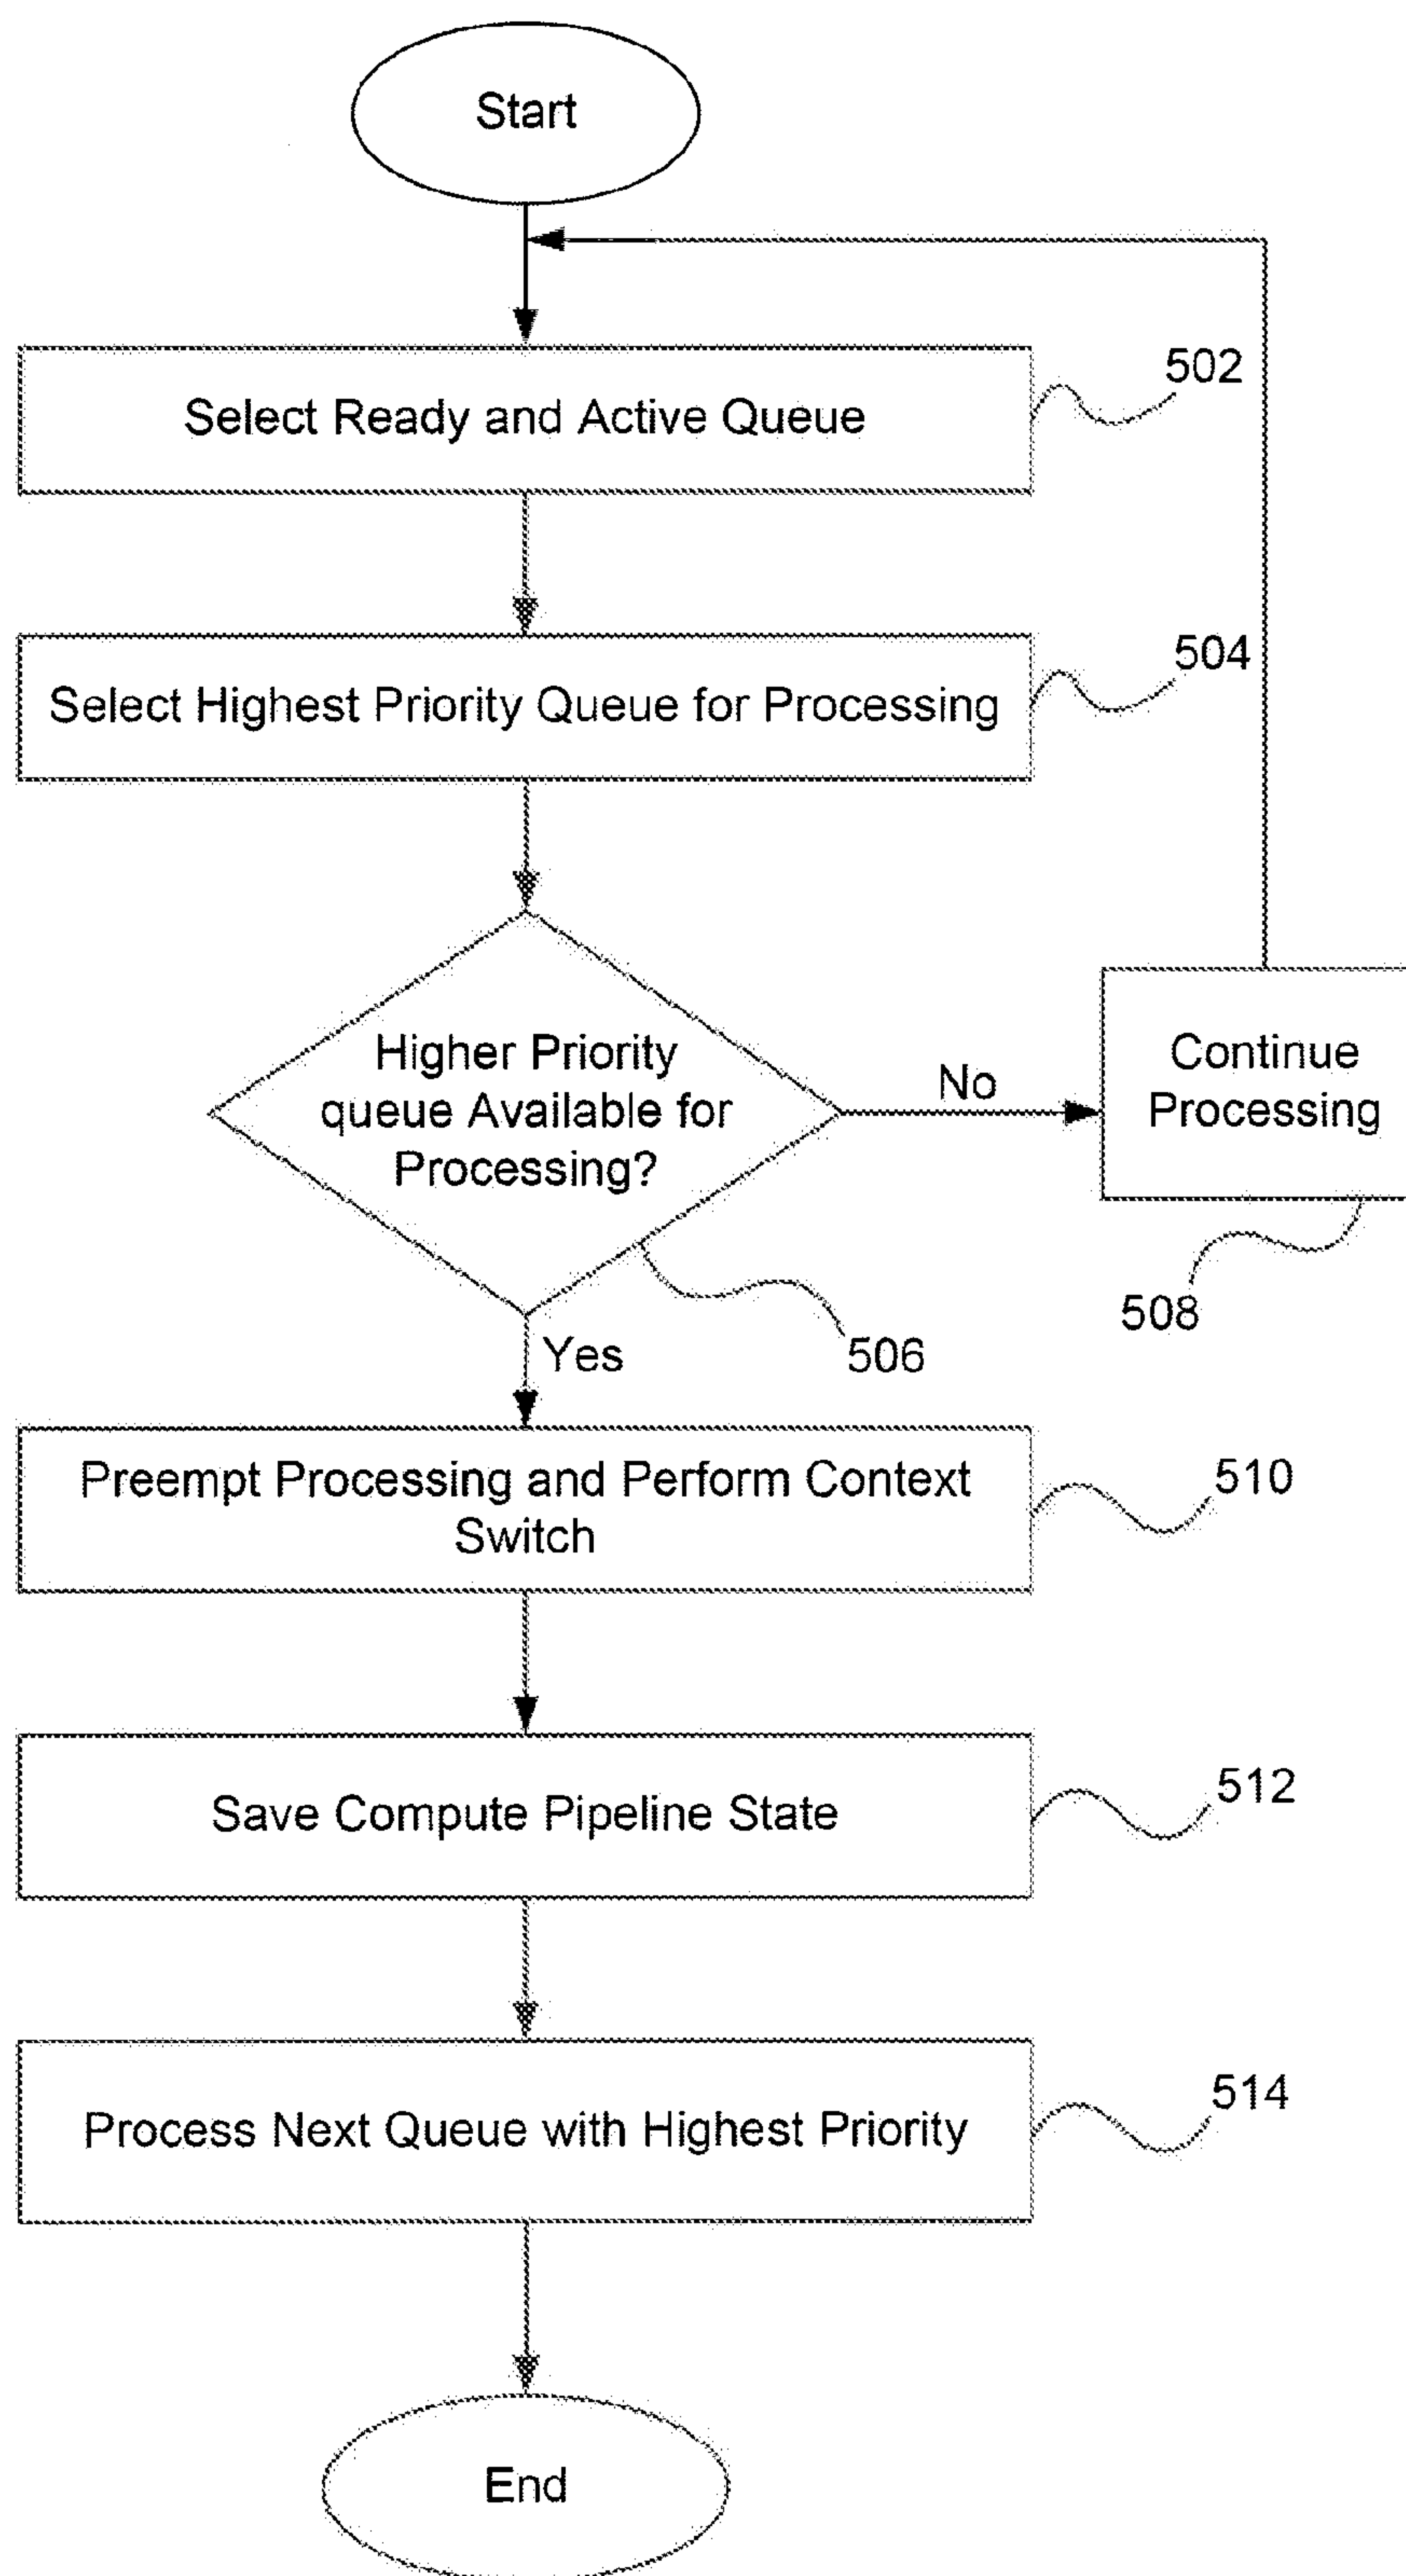 Start
Select Ready and Active Queue
502
Select Highest Priority Queue for Processing
504
Higher Priority
queue Available for
Processing?
No
Continue
Processing
508
506
Yes
Preempt Processing and Perform Context
Switch
510
Save Compute Pipeline State
512
Process Next Queue with Highest Priority
514
End